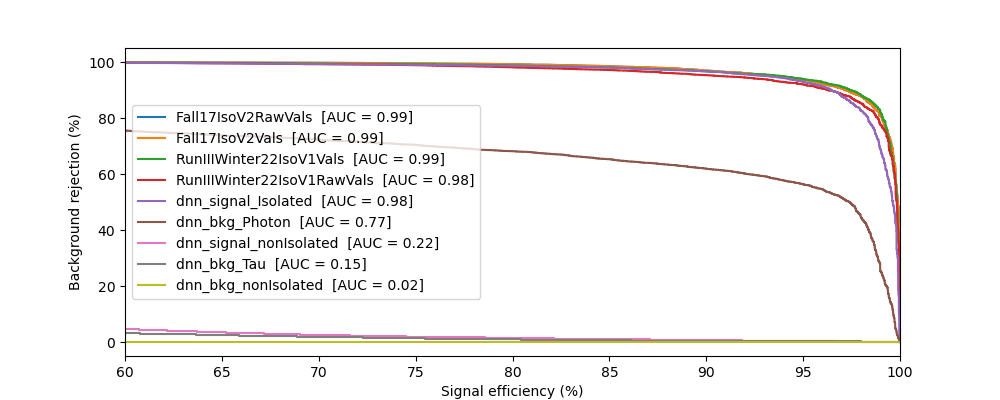 100
80
60
40
20
0
Background rejection (%)
Fall17IsoV2RawVals [AUC = 0.99]
Fall17IsoV2Vals [AUC = 0.99]
RunIIIWinter22IsoV1Vals [AUC = 0.99]
RunIIIWinter22IsoV1RawVals [AUC = 0.98]
dnn_signal_Isolated [AUC = 0.98]
dnn_bkg_Photon [AUC = 0.77]
dnn_signal_nonIsolated [AUC = 0.22]
dnn_bkg_Tau [AUC = 0.15]
dnn_bkg_nonIsolated [AUC = 0.02]
60 65 70 75 80 85 90 95 100
Signal efficiency (%)